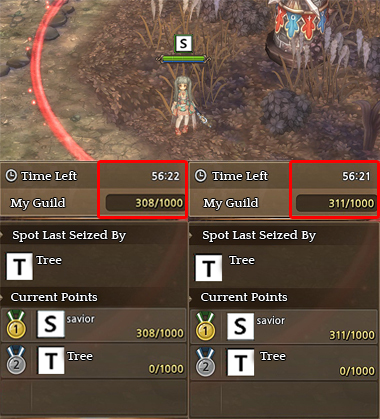 S
Time Left 56:22
My Guild 308/1000
Spot Last Seized By
T Tree
Current Points
1 S savior
308/1000
2 T Tree
0/1000
Time Left 56:21
My Guild 311/1000
Spot Last Seized By
T Tree
Current Points
1 S savior
311/1000
2 T Tree
0/1000